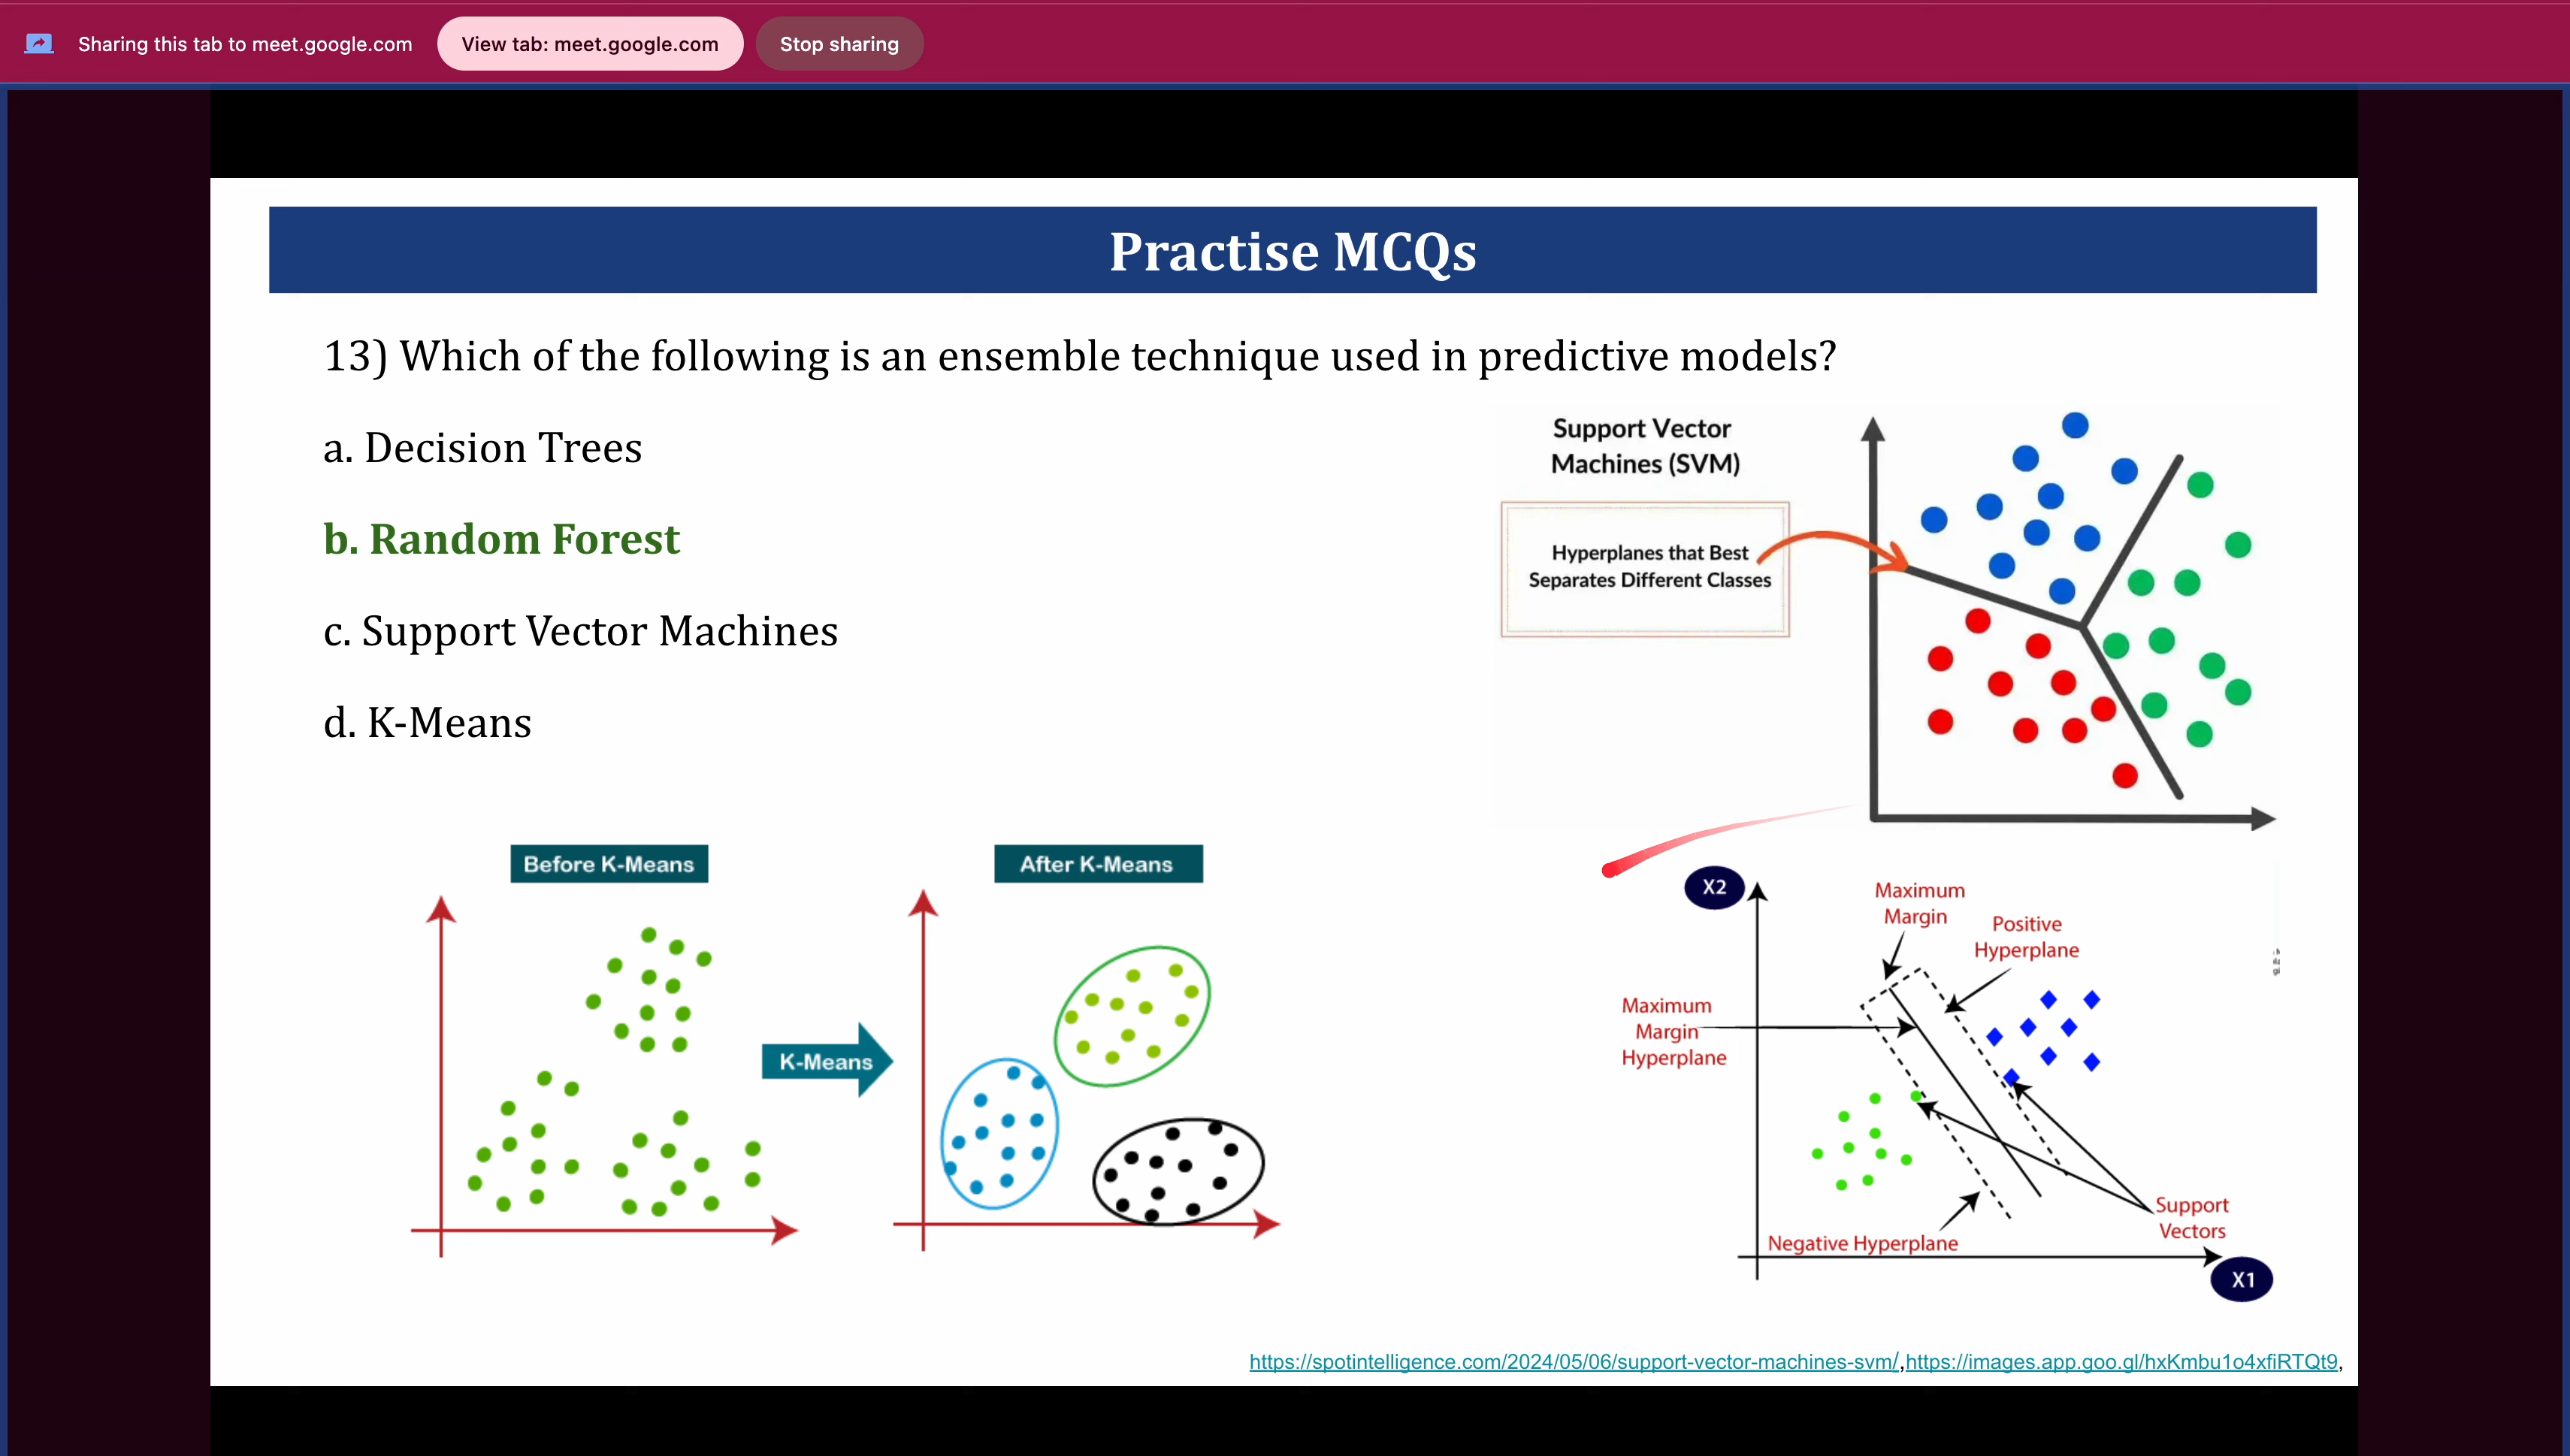 Sharing this tab to meet.google.com
View tab: meet.google.com
Stop sharing
Practise MCQs
13) Which of the following is an ensemble technique used in predictive models?
a. Decision Trees
b. Random Forest
c. Support Vector Machines
d. K-Means
Support Vector
Machines (SVM)
Hyperplanes that Best
Separates Different Classes
Before K-Means
After K-Means
K-Means
X2
Maximum
Margin
Positive
Hyperplane
Maximum
Margin
Hyperplane
Support
Vectors
Negative Hyperplane
X1
https://spotintelligence.com/2024/05/06/support-vector-machines-svm/,https://images.app.goo.gl/hxKmbu1o4xfiRTQt9,